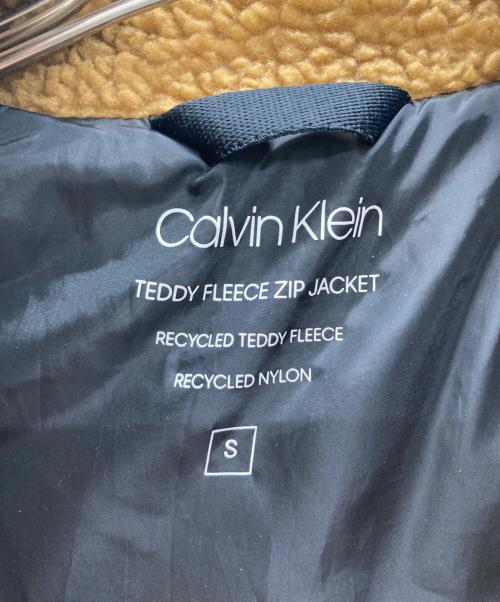 Calvin Klein
TEDDY FLEECE ZIP JACKET
RECYCLED TEDDY FLEECE
RECYCLED NYLON
S